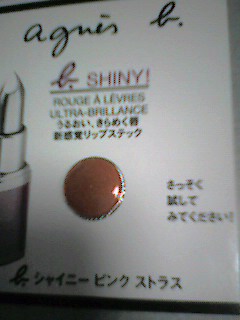 agnès b.
b. SHINY!
ROUGE À LÈVRES
ULTRA-BRILLANCE
うるおい、きらめく唇
新感覚リップスティック
さっそく
試して
みてください!
b. シャイニー ピンク ストラス